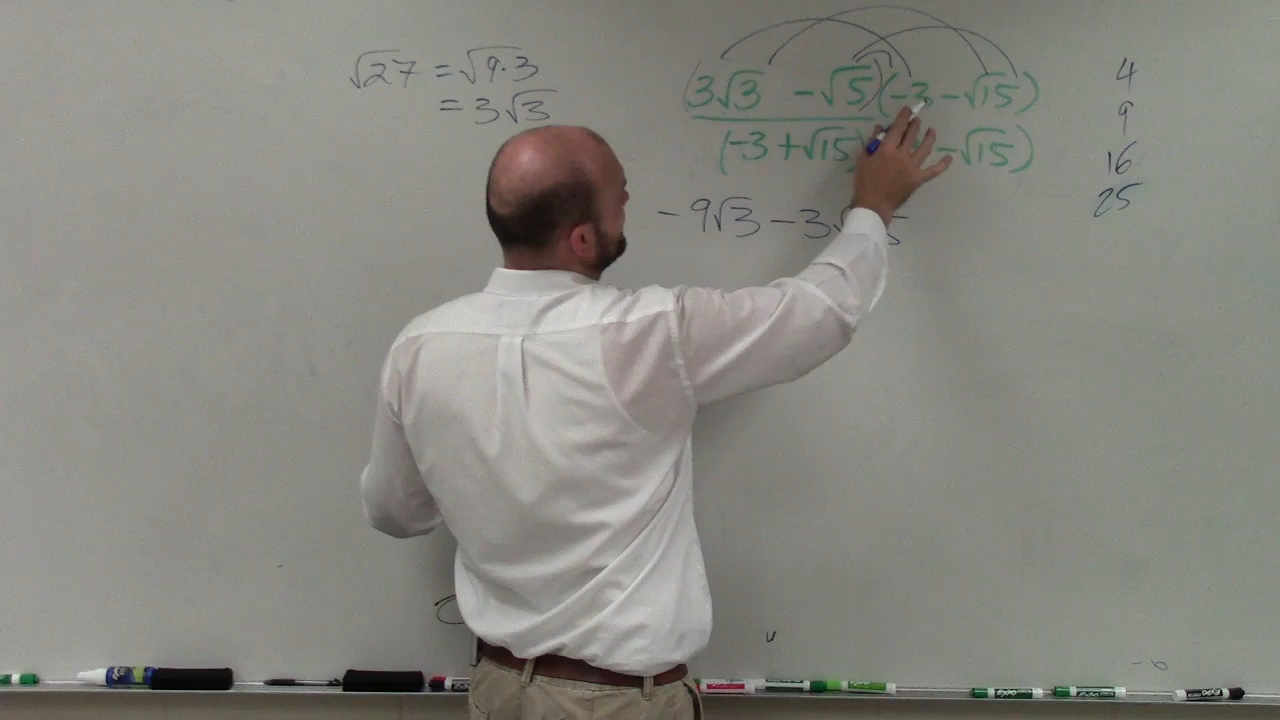 √27 = √9·3
= 3√3
(3√3 - √5)(-3 - √15)
(-3 + √15) - √15)
-9√3 - 3√ 5
4
9
16
25